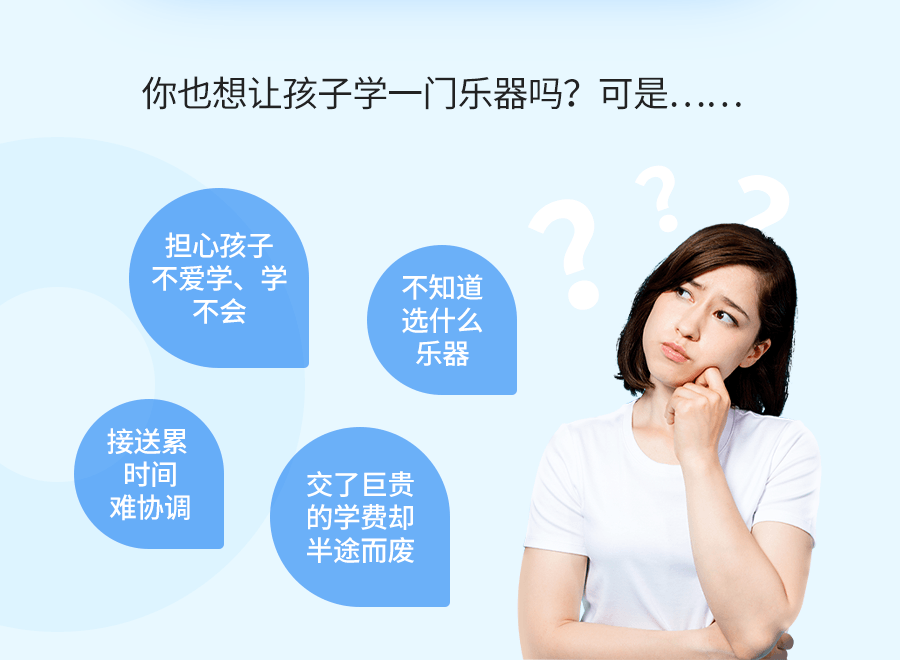 你也想让孩子学一门乐器吗？可是……
担心孩子
不爱学、学
不会
不知道
选什么
乐器
接送累
时间
难协调
交了巨贵
的学费却
半途而废
？
？
？